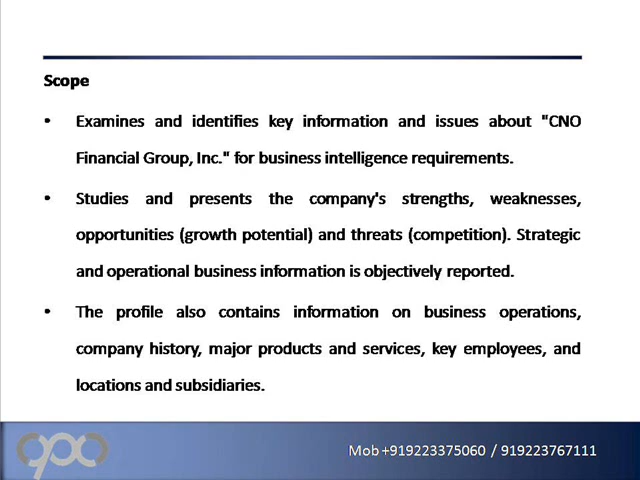 Scope
• Examines and identifies key information and issues about "CNO
Financial Group, Inc." for business intelligence requirements.
• Studies and presents the company's strengths, weaknesses,
opportunities (growth potential) and threats (competition). Strategic
and operational business information is objectively reported.
• The profile also contains information on business operations,
company history, major products and services, key employees, and
locations and subsidiaries.
Mob +919223375060 / 919223767111